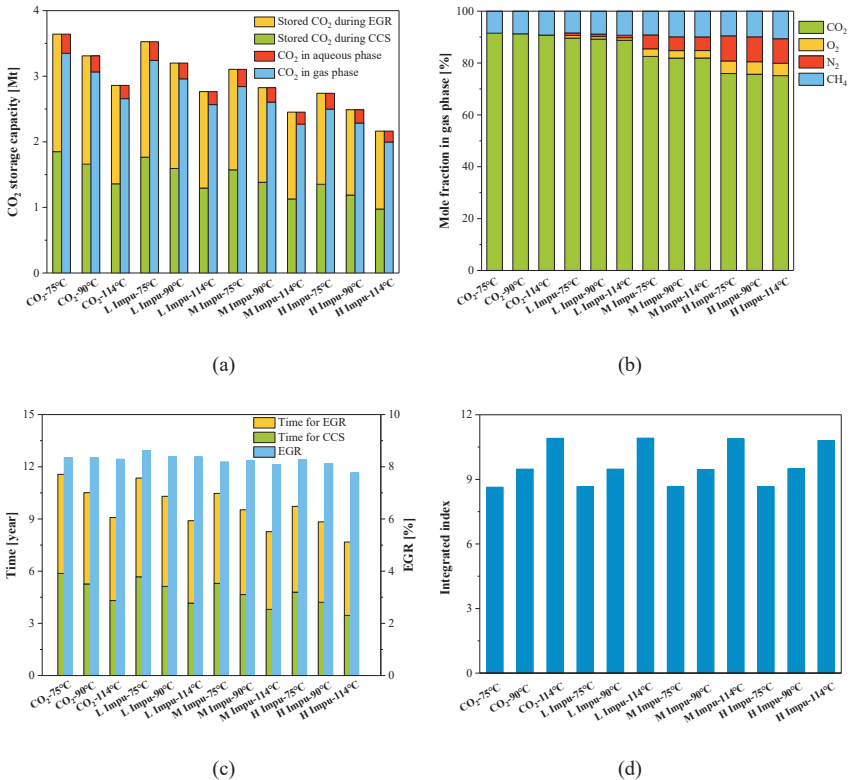 Stored CO₂ during EGR
Stored CO₂ during CCS
CO₂ in aqueous phase
CO₂ in gas phase
CO₂ storage capacity [Mt]
4
3
2
1
0
CO₂-75°C
CO₂-90°C
CO₂-114°C
L Impu-75°C
L Impu-90°C
L Impu-114°C
M Impu-75°C
M Impu-90°C
M Impu-114°C
H Impu-75°C
H Impu-90°C
H Impu-114°C
(a)
CO₂
O₂
N₂
CH₄
Mole fraction in gas phase [%]
100
80
60
40
20
0
CO₂-75°C
CO₂-90°C
CO₂-114°C
L Impu-75°C
L Impu-90°C
L Impu-114°C
M Impu-75°C
M Impu-90°C
M Impu-114°C
H Impu-75°C
H Impu-90°C
H Impu-114°C
(b)
Time for EGR
Time for CCS
EGR
Time [year]
15
12
9
6
3
0
10
8
6
4
2
0
EGR [%]
CO₂-75°C
CO₂-90°C
CO₂-114°C
L Impu-75°C
L Impu-90°C
L Impu-114°C
M Impu-75°C
M Impu-90°C
M Impu-114°C
H Impu-75°C
H Impu-90°C
H Impu-114°C
(c)
Integrated index
12
9
6
3
0
CO₂-75°C
CO₂-90°C
CO₂-114°C
L Impu-75°C
L Impu-90°C
L Impu-114°C
M Impu-75°C
M Impu-90°C
M Impu-114°C
H Impu-75°C
H Impu-90°C
H Impu-114°C
(d)